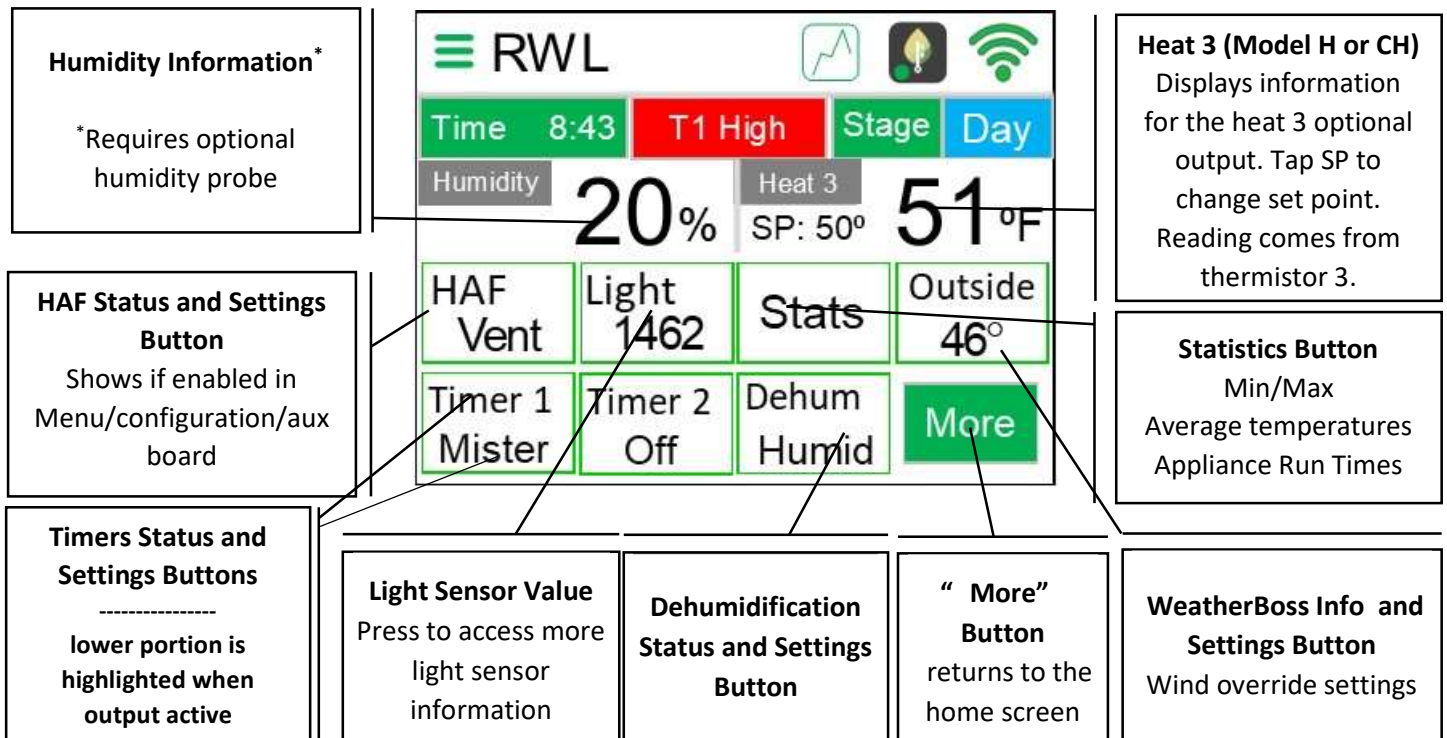 Humidity Information*
*Requires optional
humidity probe
RWL
Time 8:43
T1 High
Stage
Day
Humidity
20%
Heat 3
SP: 50º
51ºF
HAF
Vent
Light
1462
Stats
Outside
46°
Timer 1
Mister
Timer 2
Off
Dehum
Humid
More
Heat 3 (Model H or CH)
Displays information
for the heat 3 optional
output. Tap SP to
change set point.
Reading comes from
thermistor 3.
HAF Status and Settings
Button
Shows if enabled in
Menu/configuration/aux
board
Statistics Button
Min/Max
Average temperatures
Appliance Run Times
Timers Status and
Settings Buttons
----------------
lower portion is
highlighted when
output active
Light Sensor Value
Press to access more
light sensor
information
Dehumidification
Status and Settings
Button
“ More”
Button
returns to the
home screen
WeatherBoss Info and
Settings Button
Wind override settings